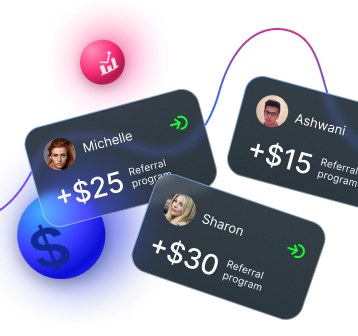 Michelle
+$25 Referral
program
Ashwani
+$15 Referral
program
Sharon
+$30 Referral
program
$